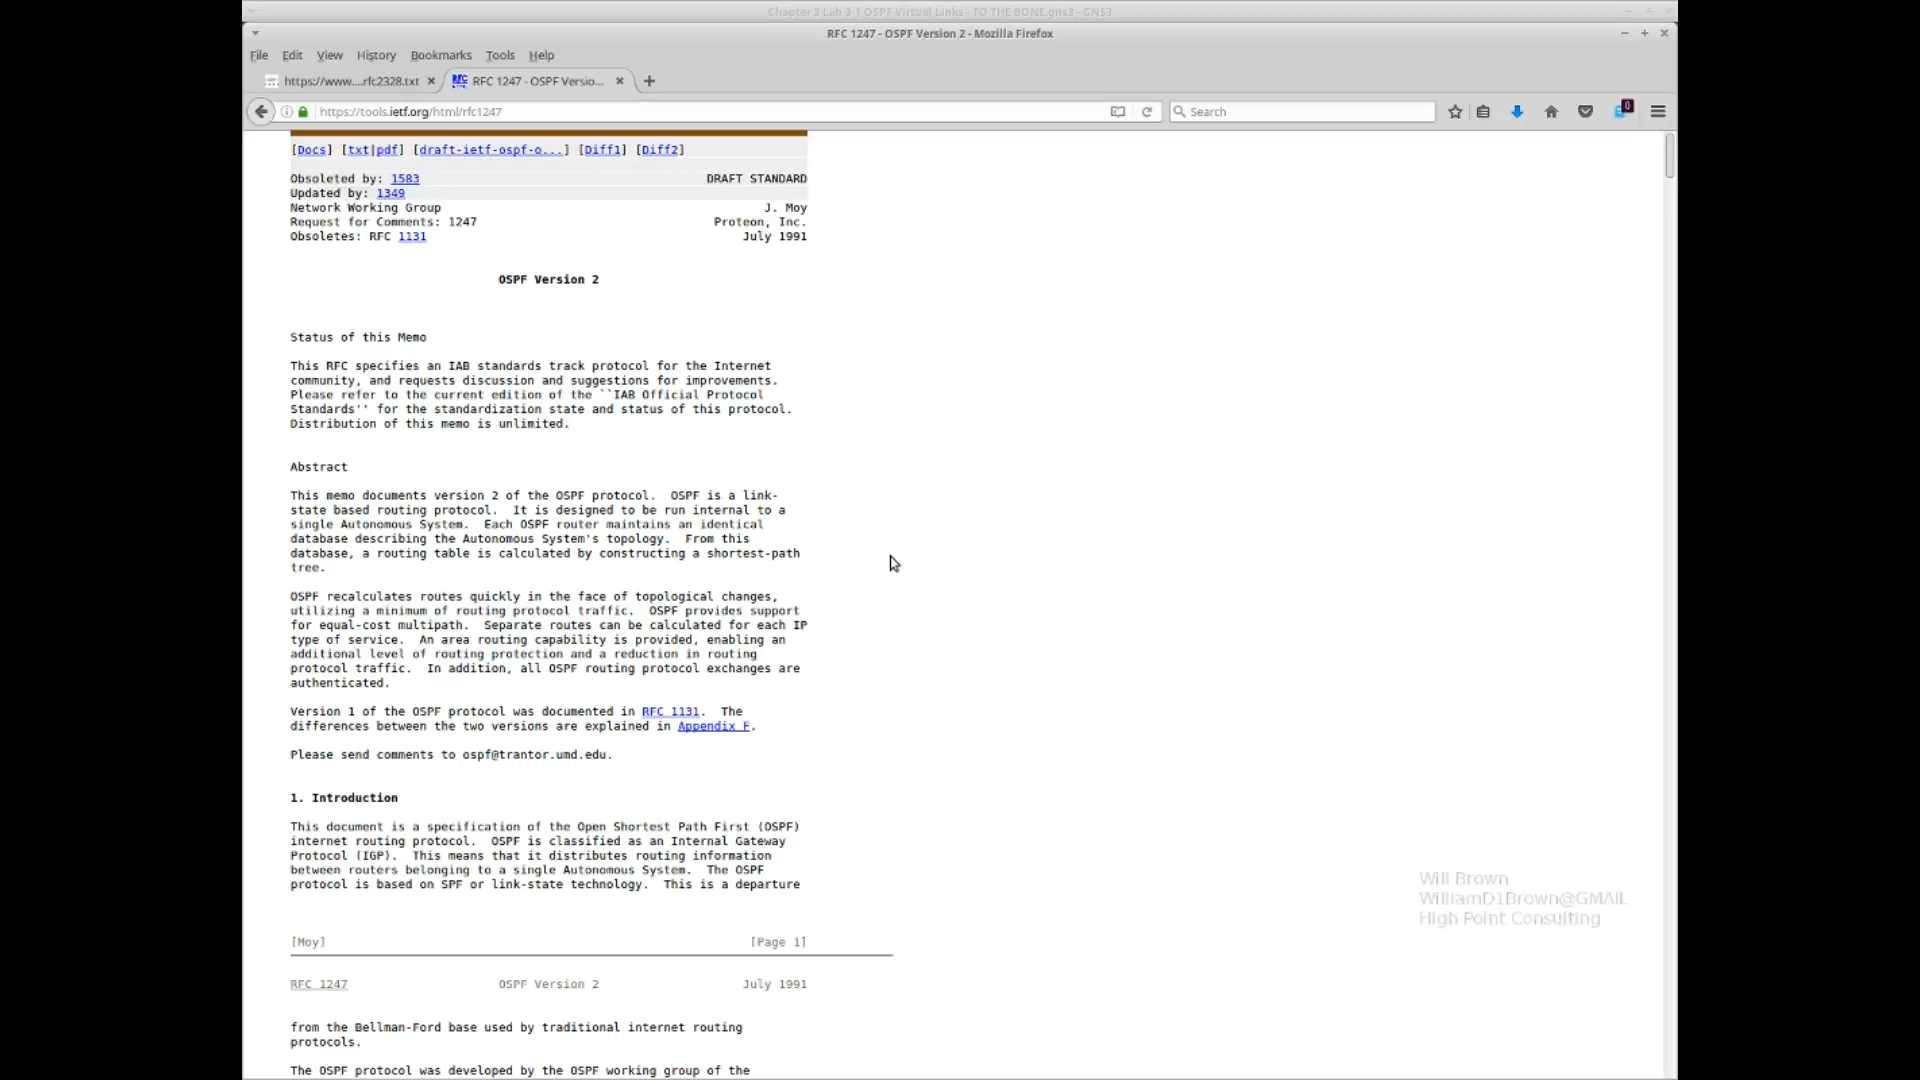 Chapter 3 Lab 3-1 OSPF Virtual Links - TO THE BONE.gns3 - GNS3
RFC 1247 - OSPF Version 2 - Mozilla Firefox
File Edit View History Bookmarks Tools Help
https://www....rfc2328.txt RFC 1247 - OSPF Versio...
https://tools.ietf.org/html/rfc1247 Search 0
[Docs] [txt|pdf] [draft-ietf-ospf-o...] [Diff1] [Diff2]
Obsoleted by: 1583 DRAFT STANDARD
Updated by: 1349
Network Working Group J. Moy
Request for Comments: 1247 Proteon, Inc.
Obsoletes: RFC 1131 July 1991
OSPF Version 2
Status of this Memo
This RFC specifies an IAB standards track protocol for the Internet
community, and requests discussion and suggestions for improvements.
Please refer to the current edition of the ``IAB Official Protocol
Standards'' for the standardization state and status of this protocol.
Distribution of this memo is unlimited.
Abstract
This memo documents version 2 of the OSPF protocol.  OSPF is a link-
state based routing protocol.  It is designed to be run internal to a
single Autonomous System.  Each OSPF router maintains an identical
database describing the Autonomous System's topology.  From this
database, a routing table is calculated by constructing a shortest-path
tree.
OSPF recalculates routes quickly in the face of topological changes,
utilizing a minimum of routing protocol traffic.  OSPF provides support
for equal-cost multipath.  Separate routes can be calculated for each IP
type of service.  An area routing capability is provided, enabling an
additional level of routing protection and a reduction in routing
protocol traffic.  In addition, all OSPF routing protocol exchanges are
authenticated.
Version 1 of the OSPF protocol was documented in RFC 1131.  The
differences between the two versions are explained in Appendix F.
Please send comments to ospf@trantor.umd.edu.
1. Introduction
This document is a specification of the Open Shortest Path First (OSPF)
internet routing protocol.  OSPF is classified as an Internal Gateway
Protocol (IGP).  This means that it distributes routing information
between routers belonging to a single Autonomous System.  The OSPF
protocol is based on SPF or link-state technology.  This is a departure
Will Brown
WilliamD1Brown@GMAIL
High Point Consulting
[Moy] [Page 1]
RFC 1247 OSPF Version 2 July 1991
from the Bellman-Ford base used by traditional internet routing
protocols.
The OSPF protocol was developed by the OSPF working group of the